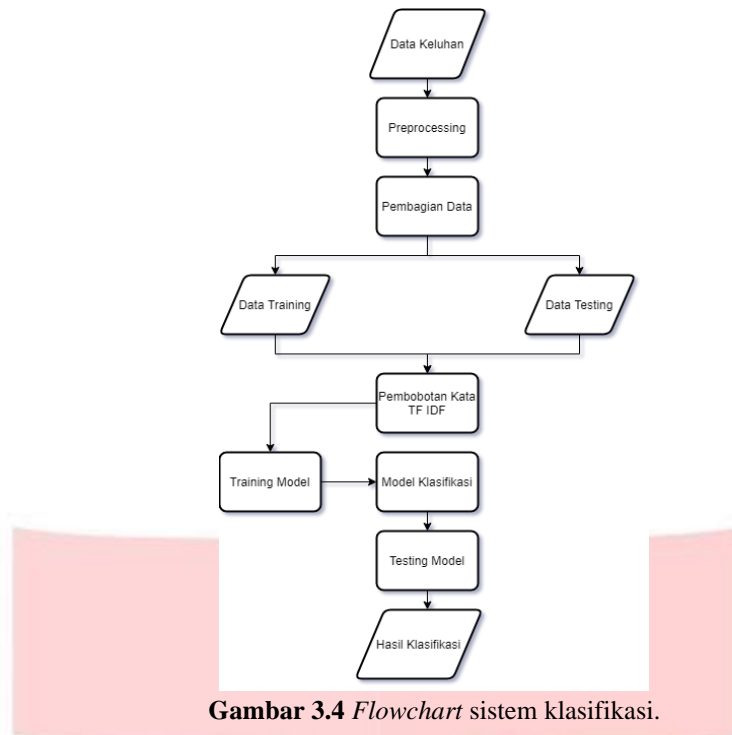 Data Keluhan
Preprocessing
Pembagian Data
Data Training
Data Testing
Pembobotan Kata
TF IDF
Training Model
Model Klasifikasi
Testing Model
Hasil Klasifikasi
Gambar 3.4 Flowchart sistem klasifikasi.